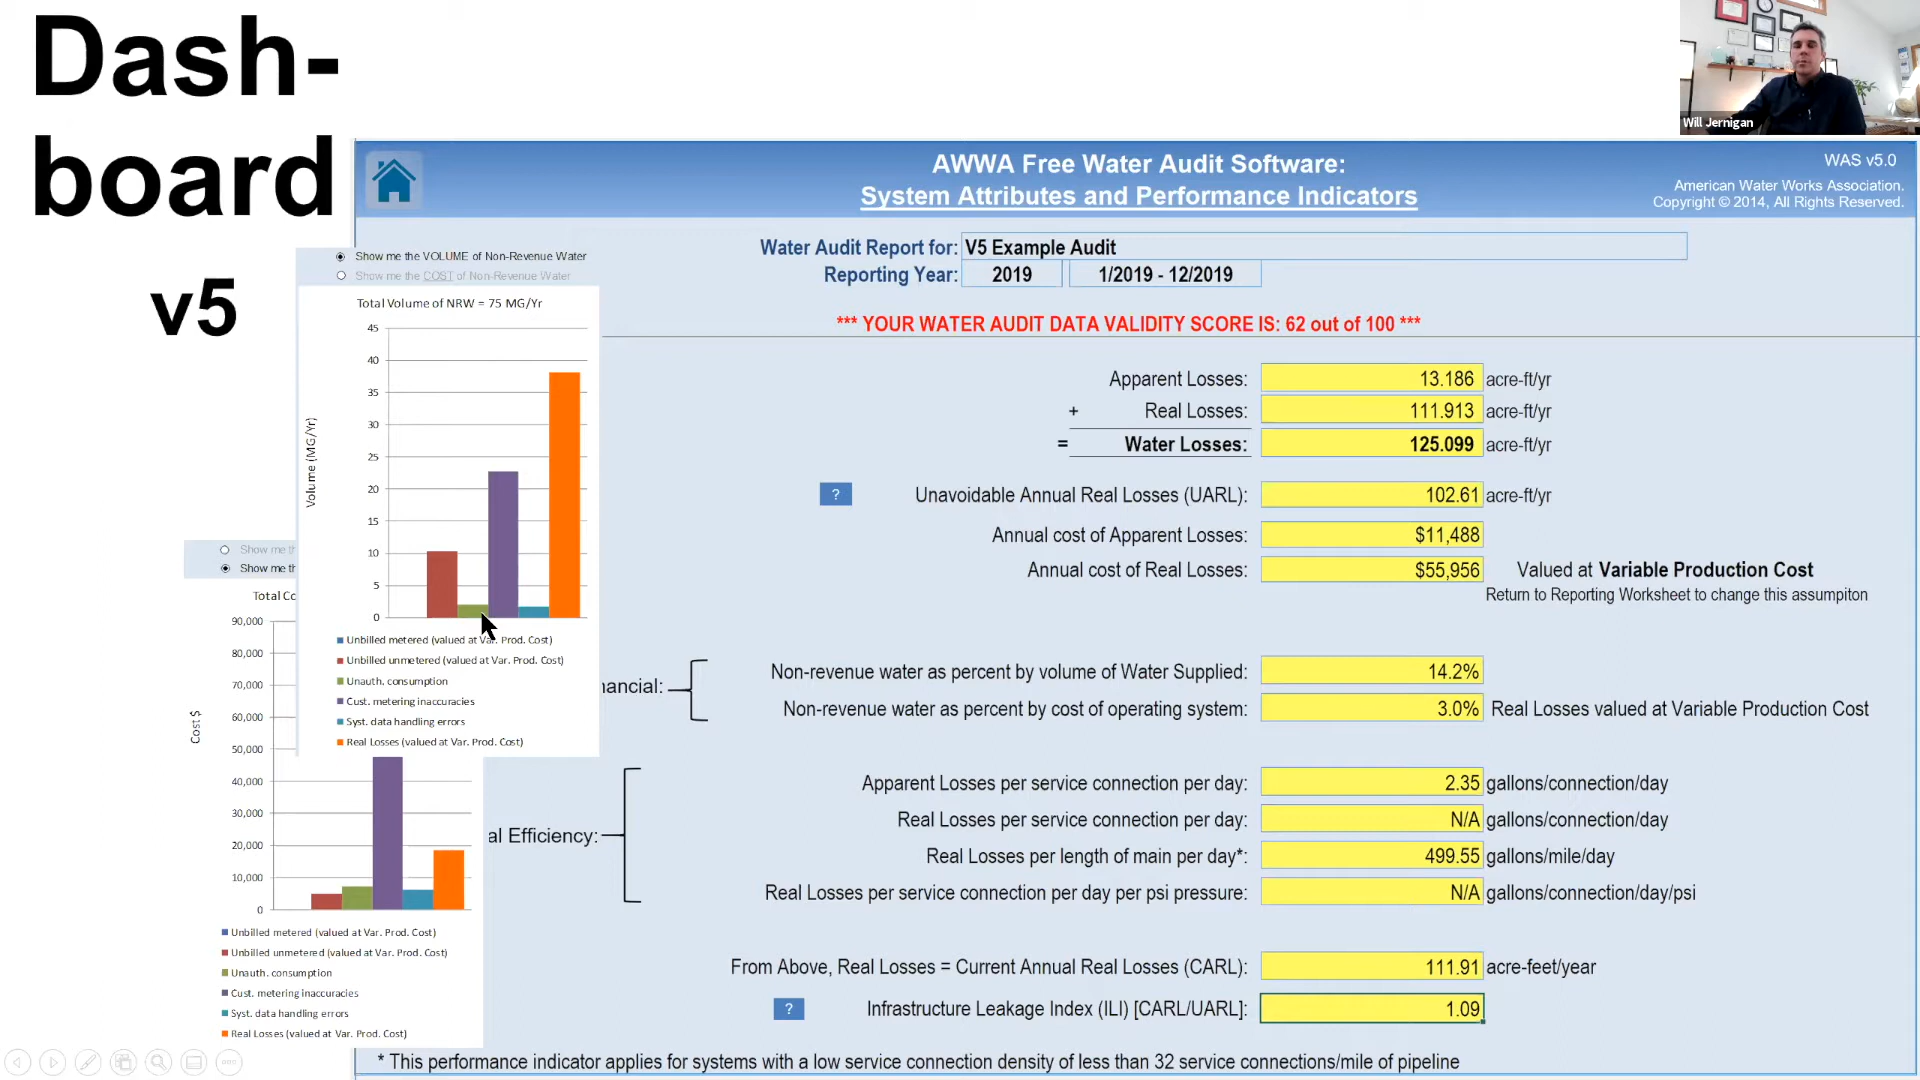 Dash-
board
v5
Will Jernigan
AWWA Free Water Audit Software:
System Attributes and Performance Indicators
WAS v5.0
American Water Works Association.
Copyright © 2014, All Rights Reserved.
Water Audit Report for: V5 Example Audit
Reporting Year: 2019 1/2019 - 12/2019
*** YOUR WATER AUDIT DATA VALIDITY SCORE IS: 62 out of 100 ***
Apparent Losses: 13.186 acre-ft/yr
+ Real Losses: 111.913 acre-ft/yr
= Water Losses: 125.099 acre-ft/yr
? Unavoidable Annual Real Losses (UARL): 102.61 acre-ft/yr
Annual cost of Apparent Losses: $11,488
Annual cost of Real Losses: $55,956 Valued at Variable Production Cost
Return to Reporting Worksheet to change this assumpiton
ancial:
Non-revenue water as percent by volume of Water Supplied: 14.2%
Non-revenue water as percent by cost of operating system: 3.0% Real Losses valued at Variable Production Cost
al Efficiency:
Apparent Losses per service connection per day: 2.35 gallons/connection/day
Real Losses per service connection per day: N/A gallons/connection/day
Real Losses per length of main per day*: 499.55 gallons/mile/day
Real Losses per service connection per day per psi pressure: N/A gallons/connection/day/psi
From Above, Real Losses = Current Annual Real Losses (CARL): 111.91 acre-feet/year
? Infrastructure Leakage Index (ILI) [CARL/UARL]: 1.09
* This performance indicator applies for systems with a low service connection density of less than 32 service connections/mile of pipeline
Show me the VOLUME of Non-Revenue Water
Show me the COST of Non-Revenue Water
Total Volume of NRW = 75 MG/Yr
Volume (MG/Yr)
45
40
35
30
25
20
15
10
5
0
Unbilled metered (valued at Var. Prod. Cost)
Unbilled unmetered (valued at Var. Prod. Cost)
Unauth. consumption
Cust. metering inaccuracies
Syst. data handling errors
Real Losses (valued at Var. Prod. Cost)
Show me th
Show me th
Total Co
Cost $
90,000
80,000
70,000
60,000
50,000
40,000
30,000
20,000
10,000
0
Unbilled metered (valued at Var. Prod. Cost)
Unbilled unmetered (valued at Var. Prod. Cost)
Unauth. consumption
Cust. metering inaccuracies
Syst. data handling errors
Real Losses (valued at Var. Prod. Cost)